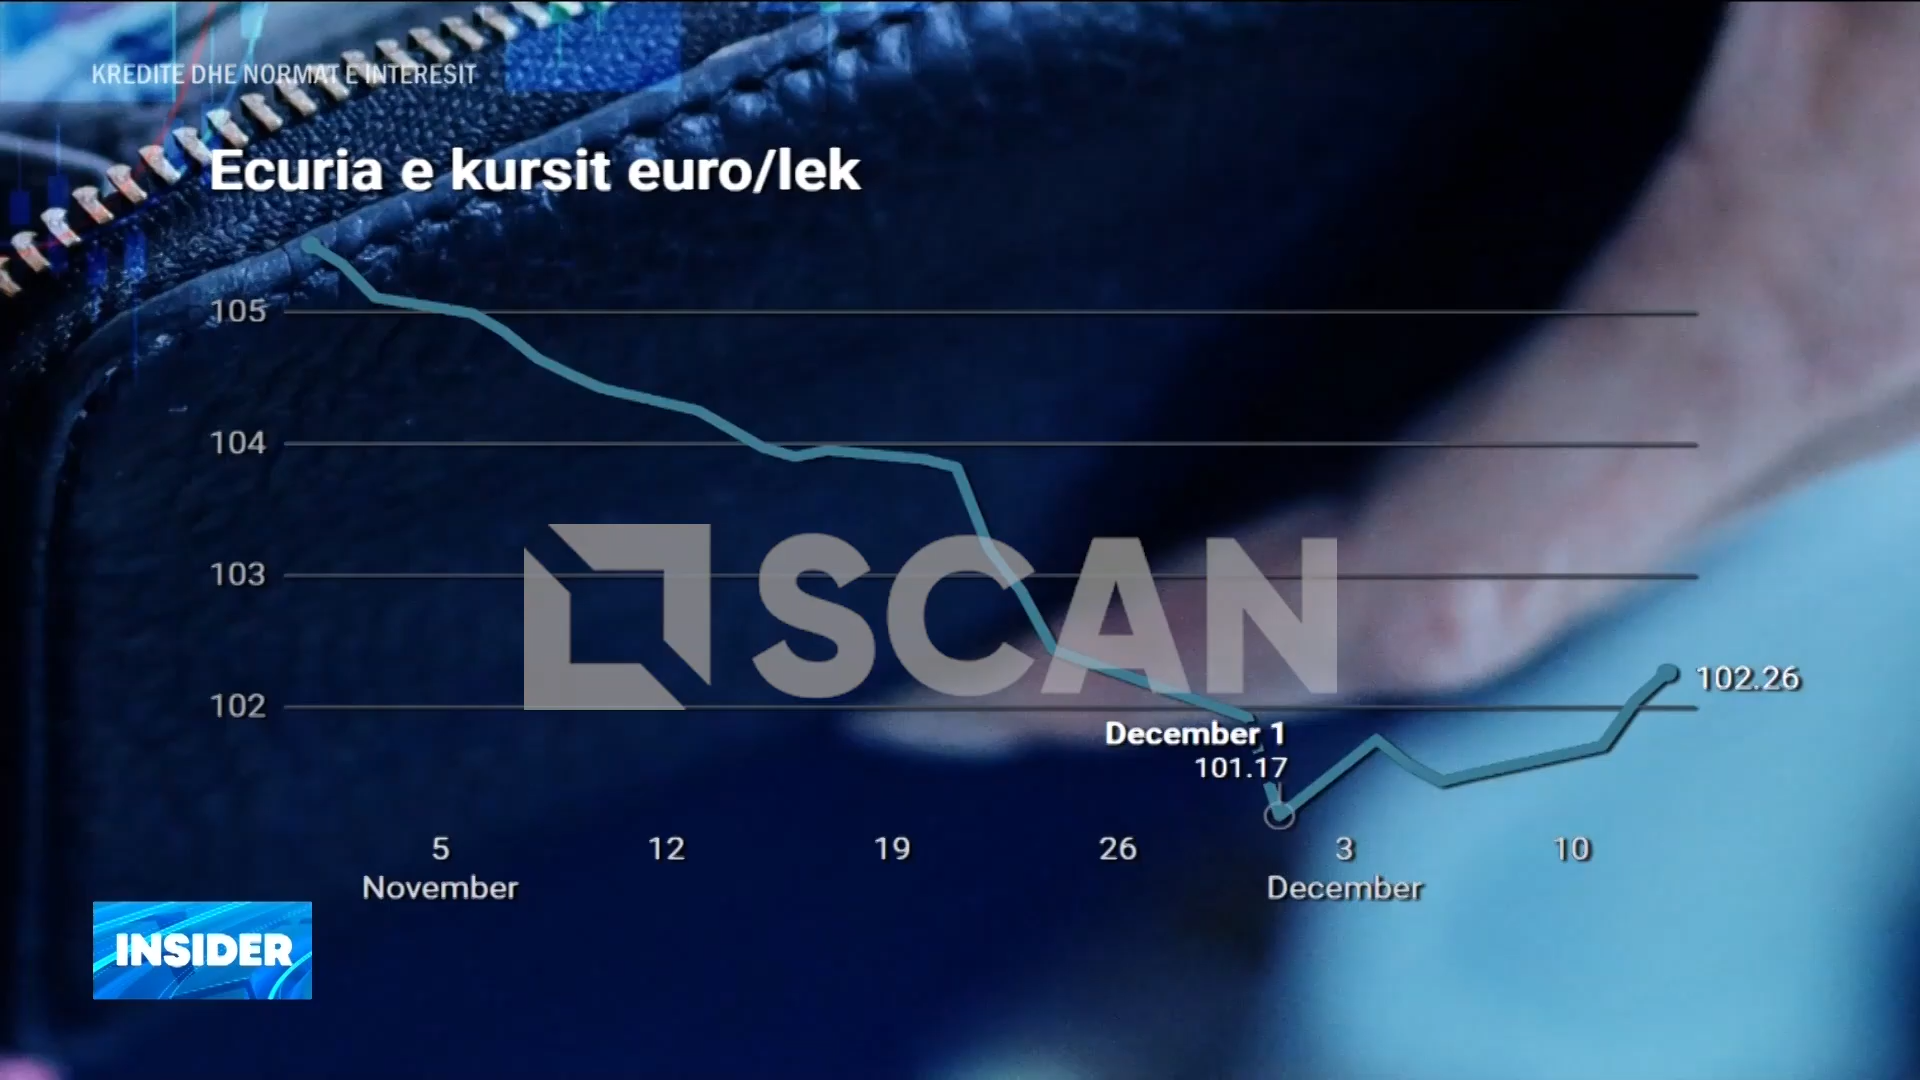 KREDITE DHE NORMAT E INTERESIT
Ecuria e kursit euro/lek
105
104
103
102
SCAN
102.26
December 1
101.17
5
12
19
26
3
10
November
December
INSIDER